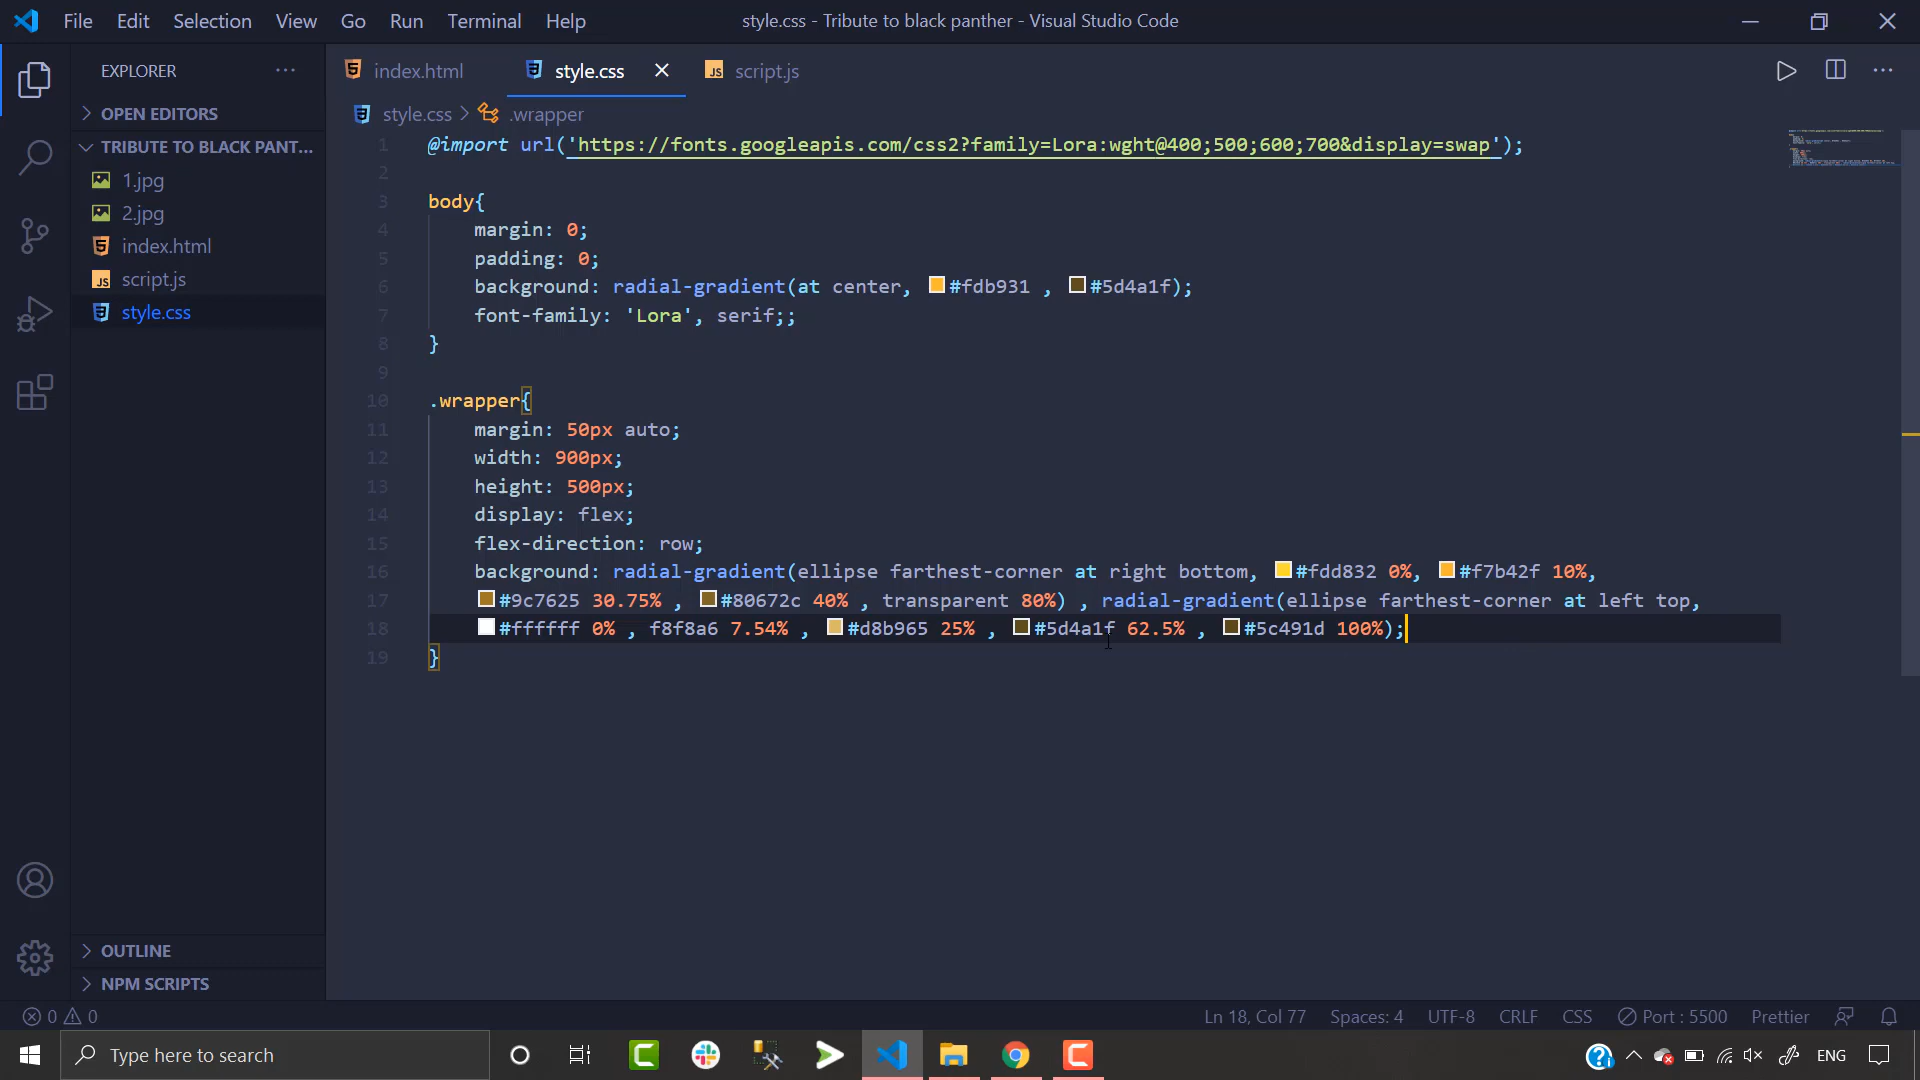 File Edit Selection View Go Run Terminal Help
style.css - Tribute to black panther - Visual Studio Code
EXPLORER
OPEN EDITORS
TRIBUTE TO BLACK PANT...
1.jpg
2.jpg
index.html
JS script.js
style.css
OUTLINE
NPM SCRIPTS
index.html style.css JS script.js
style.css > .wrapper
1 @import url('https://fonts.googleapis.com/css2?family=Lora:wght@400;500;600;700&display=swap');
2
3 body{
4 margin: 0;
5 padding: 0;
6 background: radial-gradient(at center, #fdb931 , #5d4a1f);
7 font-family: 'Lora', serif;;
8 }
9
10 .wrapper{
11 margin: 50px auto;
12 width: 900px;
13 height: 500px;
14 display: flex;
15 flex-direction: row;
16 background: radial-gradient(ellipse farthest-corner at right bottom, #fdd832 0%, #f7b42f 10%,
17 #9c7625 30.75% , #80672c 40% , transparent 80%) , radial-gradient(ellipse farthest-corner at left top,
18 #ffffff 0% , f8f8a6 7.54% , #d8b965 25% , #5d4a1f 62.5% , #5c491d 100%);
19 }
0 0
Ln 18, Col 77 Spaces: 4 UTF-8 CRLF CSS Port : 5500 Prettier
Type here to search
ENG